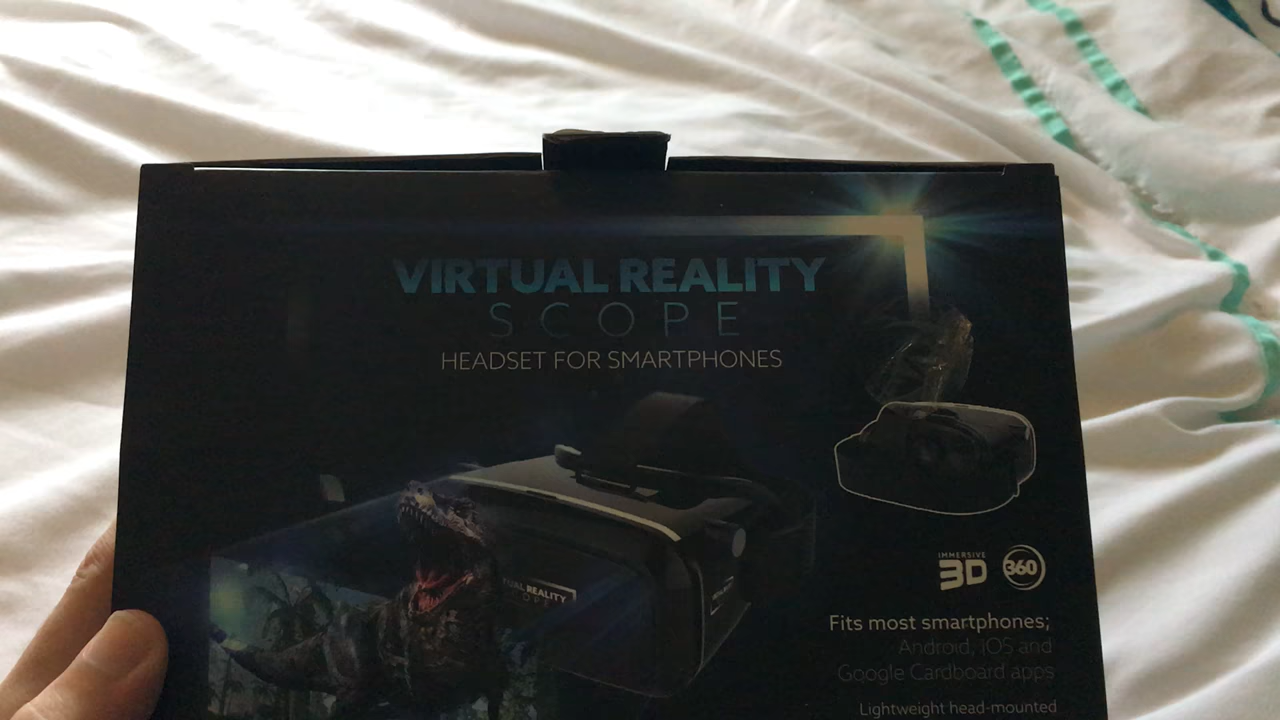 VIRTUAL REALITY
SCOPE
HEADSET FOR SMARTPHONES
IMMERSIVE
3D
360
REALITY
Fits most smartphones;
Android, IOS and
Google Cardboard apps
Lightweight head-mounted